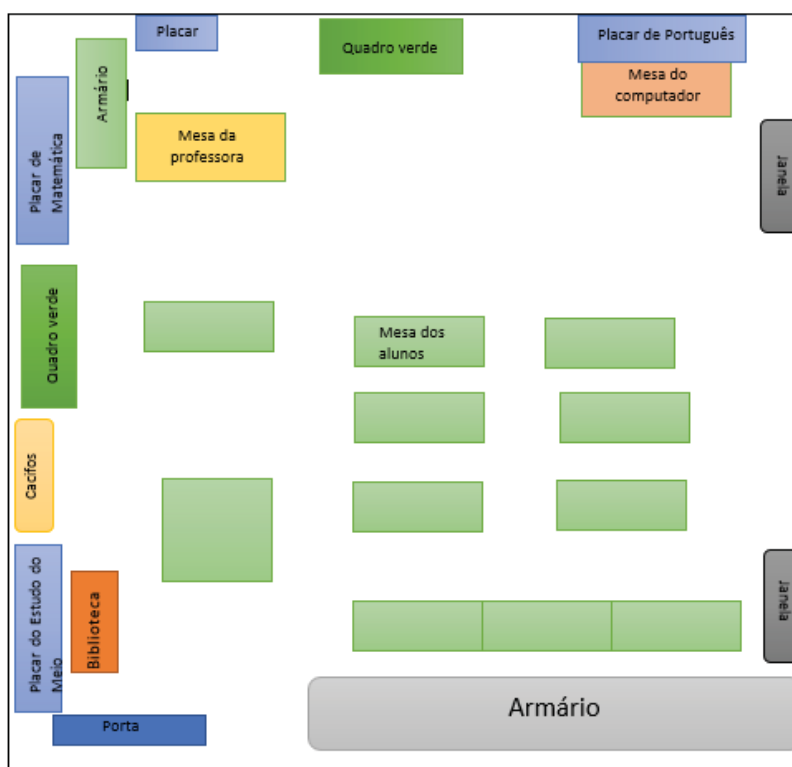 Placar
Quadro verde
Placar de Português
Mesa do
computador
Armário
Mesa da
professora
Placar de
Matemática
Janela
Quadro verde
Mesa dos
alunos
Cacifos
Placar do Estudo do
Meio
Biblioteca
Janela
Armário
Porta